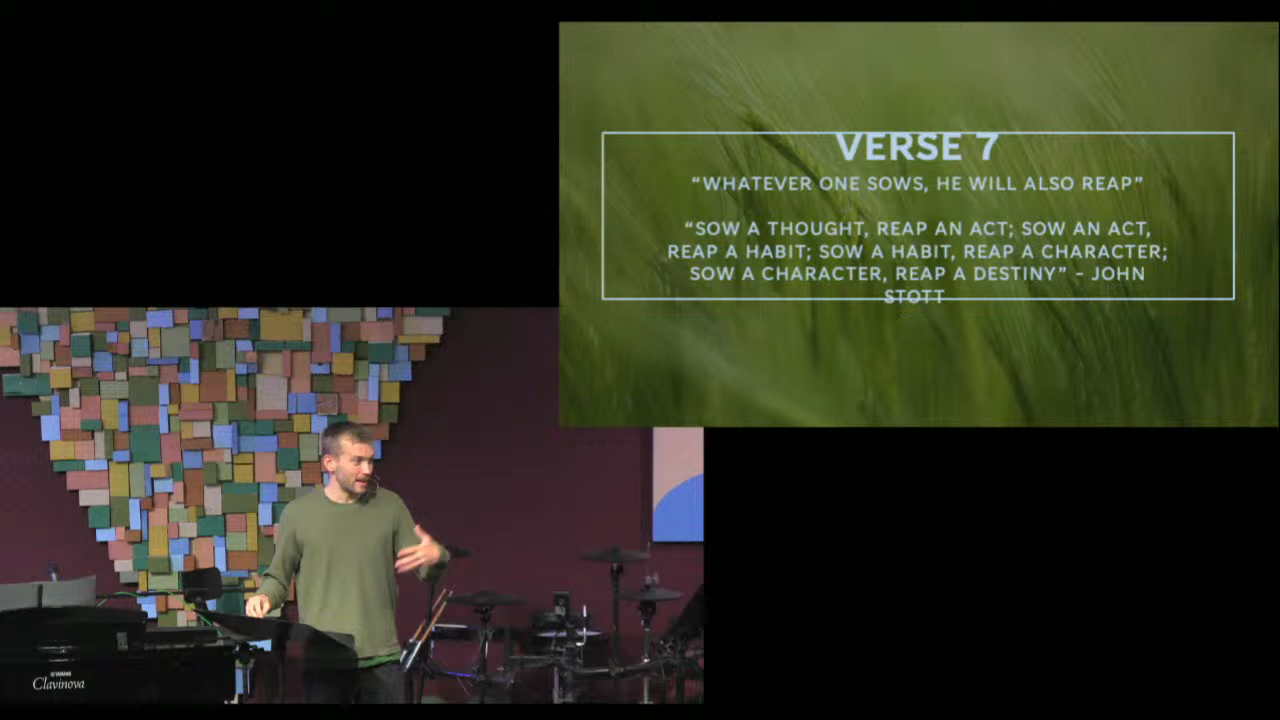 VERSE 7
“WHATEVER ONE SOWS, HE WILL ALSO REAP”
“SOW A THOUGHT, REAP AN ACT; SOW AN ACT,
REAP A HABIT; SOW A HABIT, REAP A CHARACTER;
SOW A CHARACTER, REAP A DESTINY” - JOHN
STOTT
YAMAHA
Clavinova